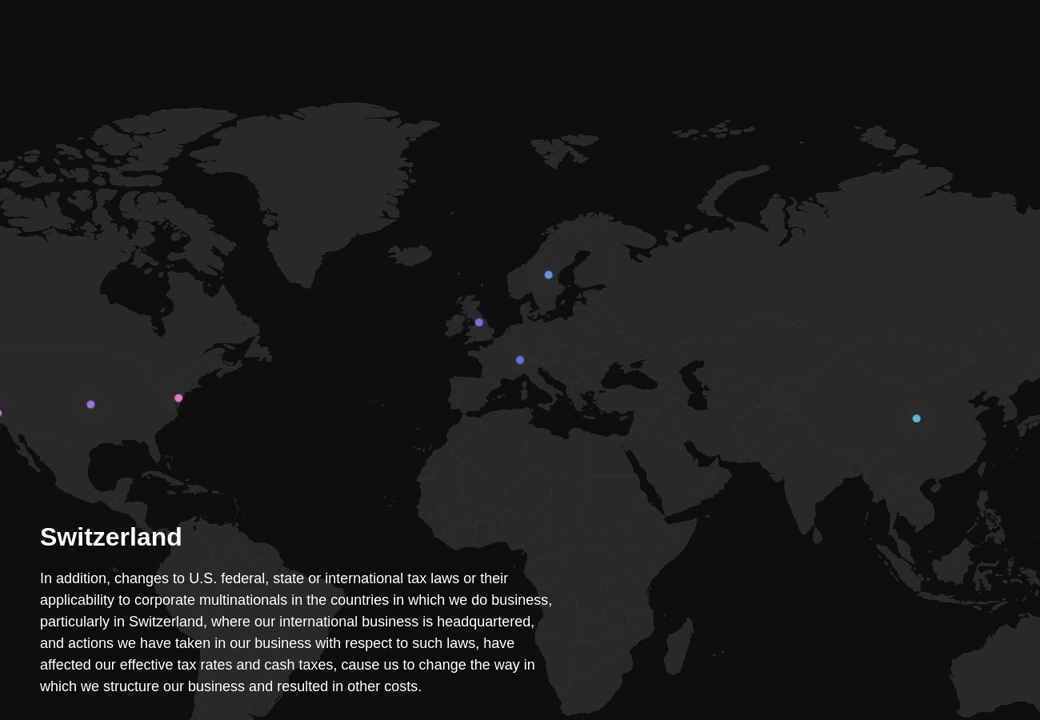 Switzerland
In addition, changes to U.S. federal, state or international tax laws or their
applicability to corporate multinationals in the countries in which we do business,
particularly in Switzerland, where our international business is headquartered,
and actions we have taken in our business with respect to such laws, have
affected our effective tax rates and cash taxes, cause us to change the way in
which we structure our business and resulted in other costs.